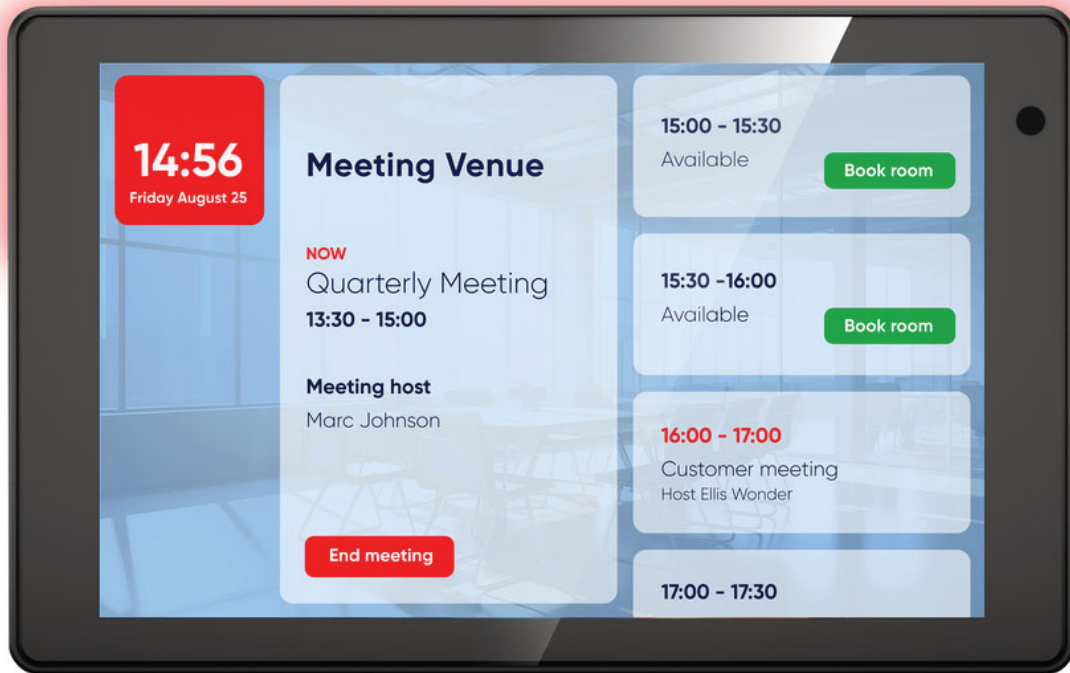 14:56
Friday August 25
Meeting Venue
NOW
Quarterly Meeting
13:30 - 15:00
Meeting host
Marc Johnson
End meeting
15:00 - 15:30
Available
Book room
15:30 -16:00
Available
Book room
16:00 - 17:00
Customer meeting
Host Ellis Wonder
17:00 - 17:30